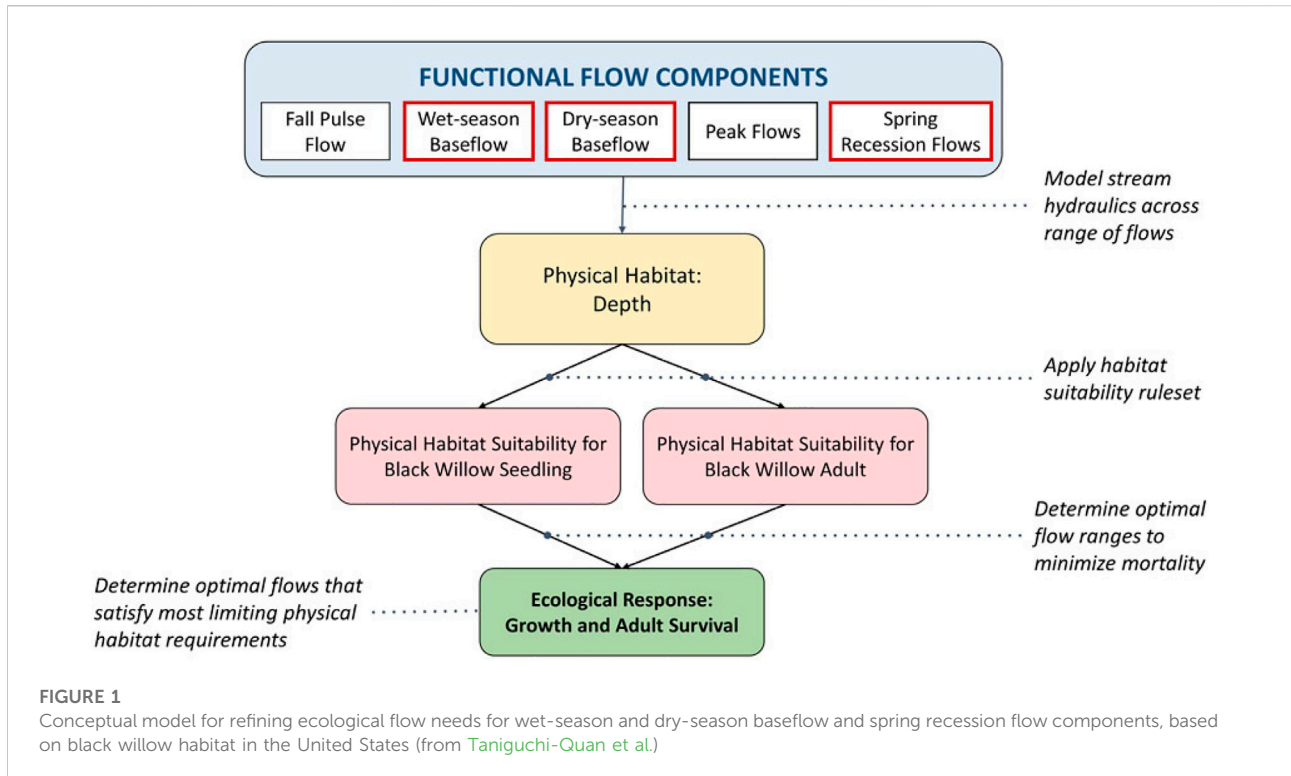 FUNCTIONAL FLOW COMPONENTS
Fall Pulse
Flow
Wet-season
Baseflow
Dry-season
Baseflow
Peak Flows
Spring
Recession Flows
Model stream
hydraulics across
range of flows
Physical Habitat:
Depth
Apply habitat
suitability ruleset
Physical Habitat Suitability for
Black Willow Seedling
Physical Habitat Suitability for
Black Willow Adult
Determine optimal
flow ranges to
minimize mortality
Determine optimal flows that
satisfy most limiting physical
habitat requirements
Ecological Response:
Growth and Adult Survival
FIGURE 1
Conceptual model for refining ecological flow needs for wet-season and dry-season baseflow and spring recession flow components, based
on black willow habitat in the United States (from Taniguchi-Quan et al.)